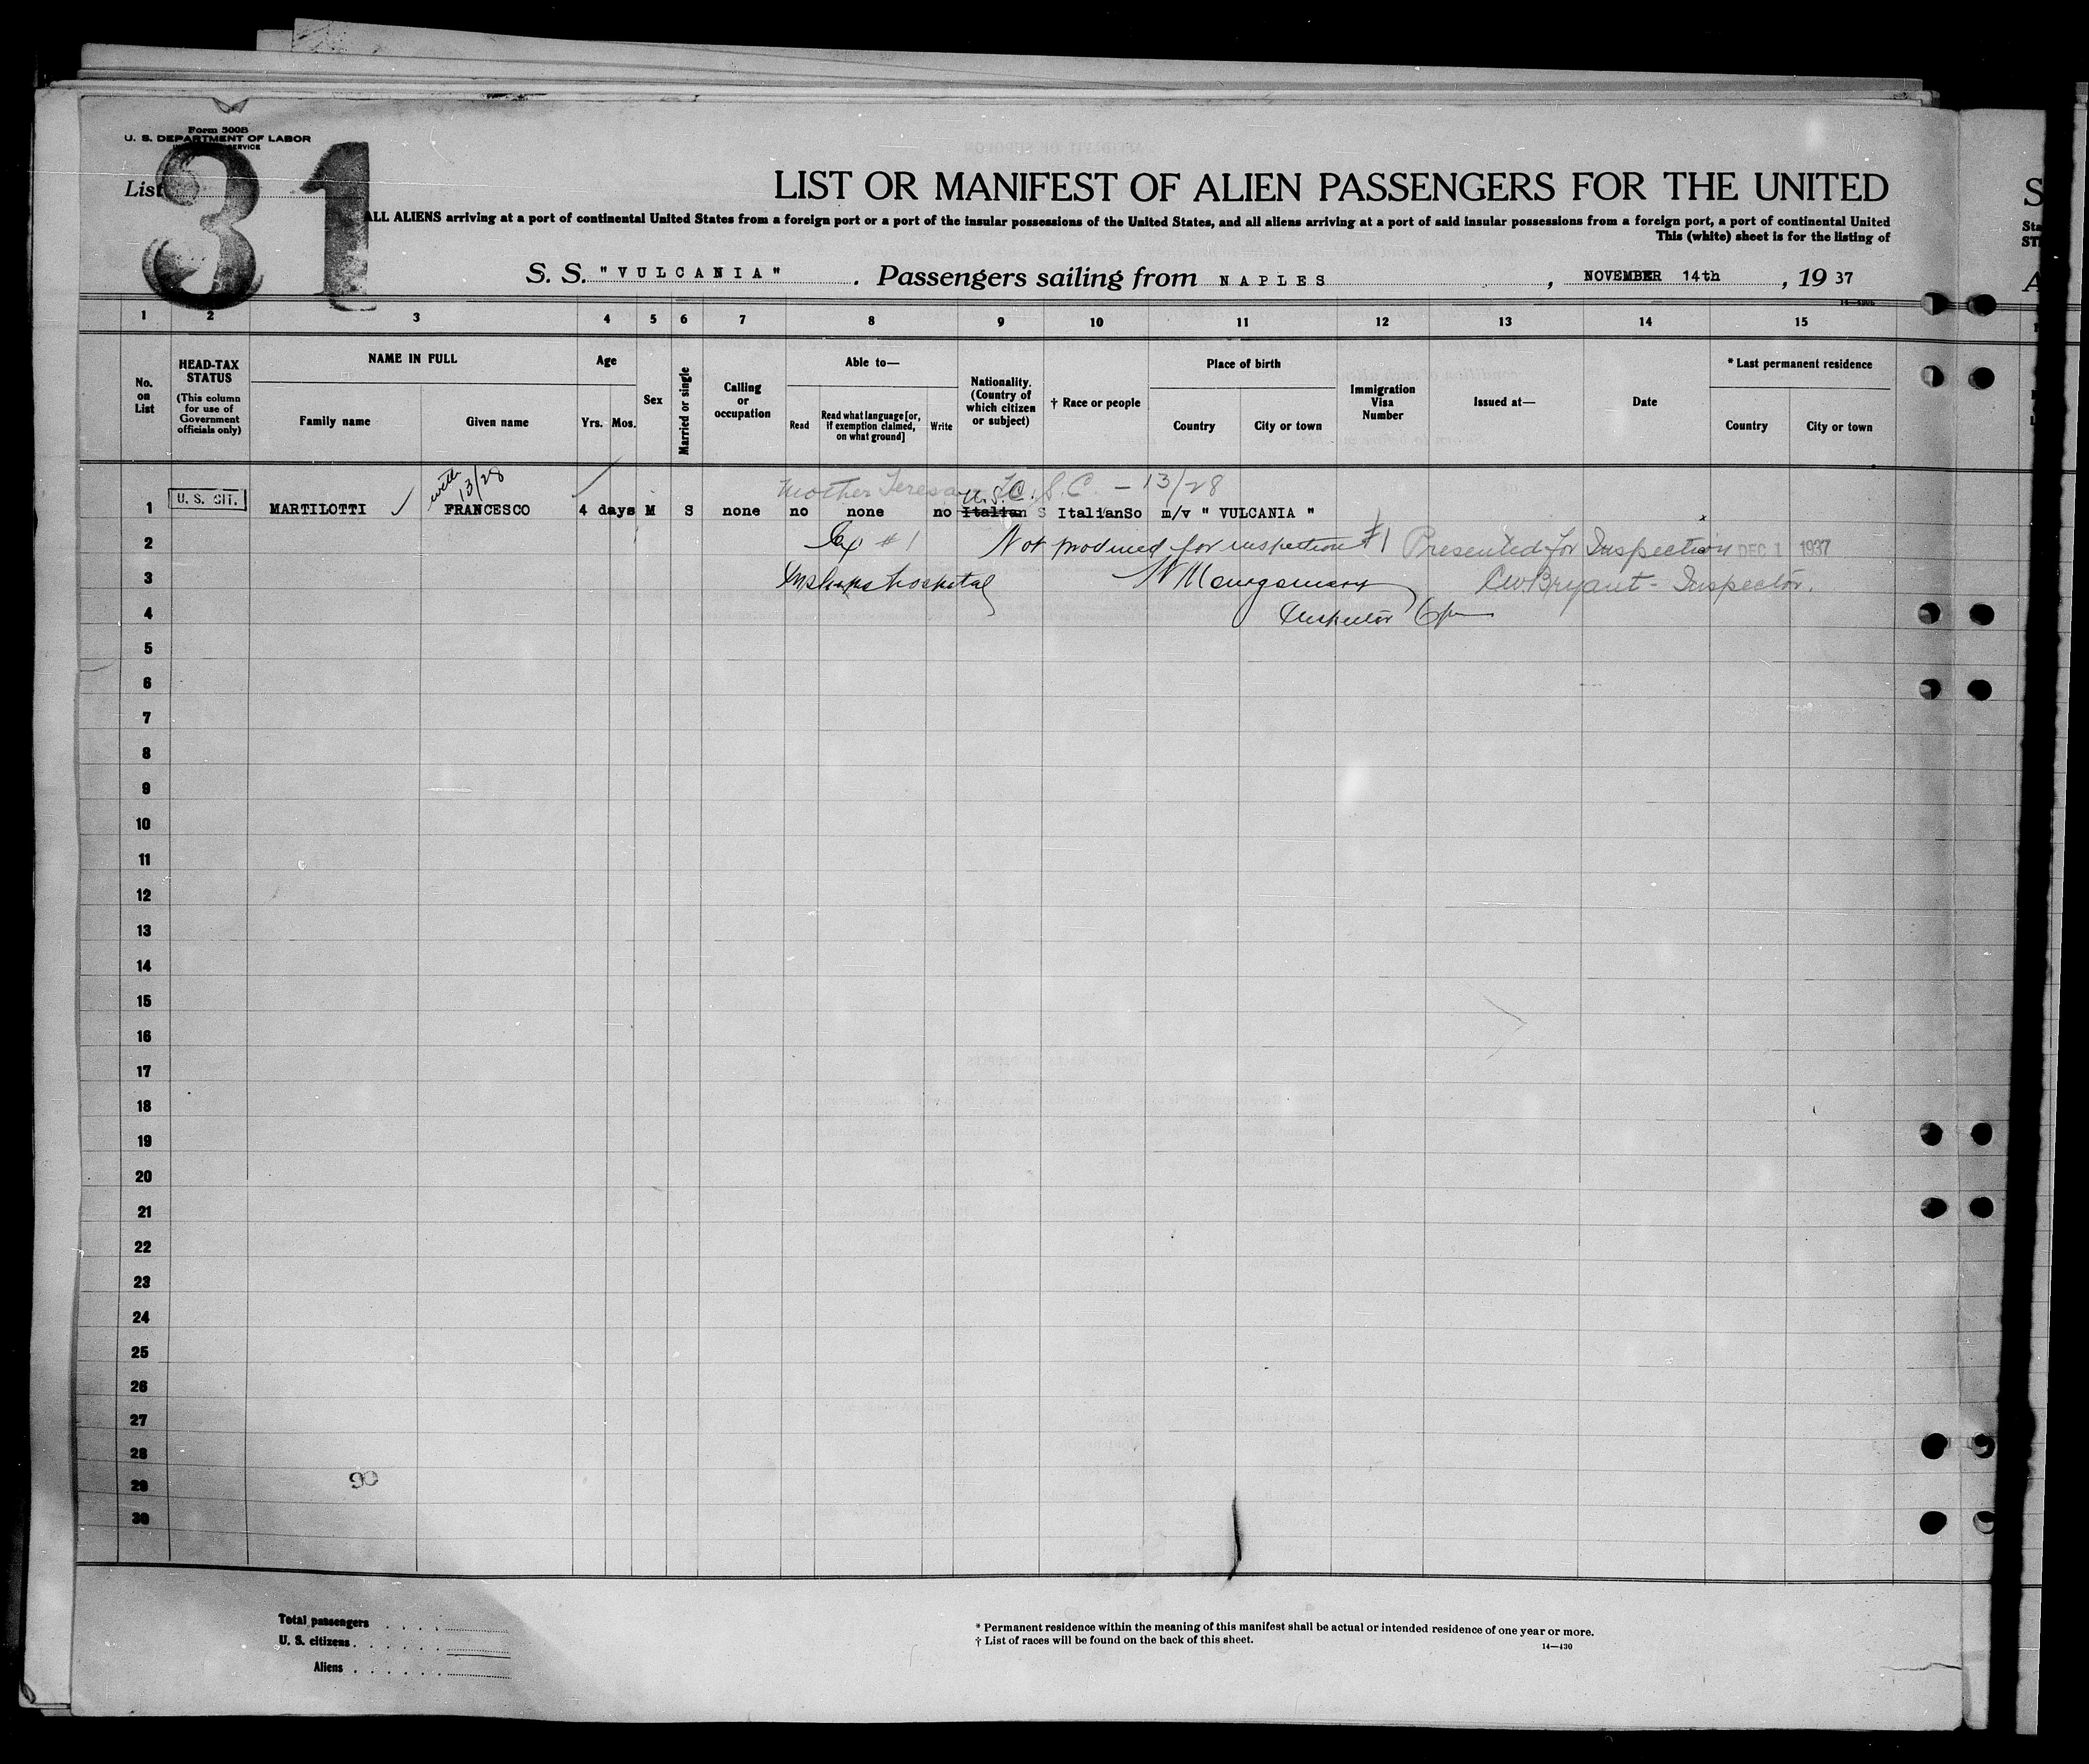 Form 500B
U. S. DEPARTMENT OF LABOR
SERVICE
List
31
LIST OR MANIFEST OF ALIEN PASSENGERS FOR THE UNITED
ALL ALIENS arriving at a port of continental United States from a foreign port or a port of the insular possessions of the United States, and all aliens arriving at a port of said insular possessions from a foreign port, a port of continental United
This (white) sheet is for the listing of
S. S. "VULCANIA". Passengers sailing from NAPLES, NOVEMBER 14th, 19 37
1 2 3 4 5 6 7 8 9 10 11 12 13 14 15
No. on List
HEAD-TAX STATUS
(This column for use of Government officials only)
NAME IN FULL
Family name
Given name
Age
Yrs. Mos.
Sex
Married or single
Calling or occupation
Able to—
Read
Read what language [or, if exemption claimed, on what ground]
Write
Nationality. (Country of which citizen or subject)
† Race or people
Place of birth
Country
City or town
Immigration Visa Number
Issued at—
Date
* Last permanent residence
Country
City or town
with 13/28
Mother Teresa U.S.C. - 13/28
U.S.C.
1 U. S. CIT. MARTILOTTI FRANCESCO 4 days M S none no none no Italian S ItalianSo m/v " VULCANIA "
2 #1 Not produced for inspection #1 Presented for Inspection DEC 1 1937
3 hospital Montgomery C.W. Bryant - Inspector.
4 Inspector
5
6
7
8
9
10
11
12
13
14
15
16
17
18
19
20
21
22
23
24
25
26
27
28
29
30
90
Total passengers
U. S. citizens
Aliens
* Permanent residence within the meaning of this manifest shall be actual or intended residence of one year or more.
† List of races will be found on the back of this sheet.
14—430